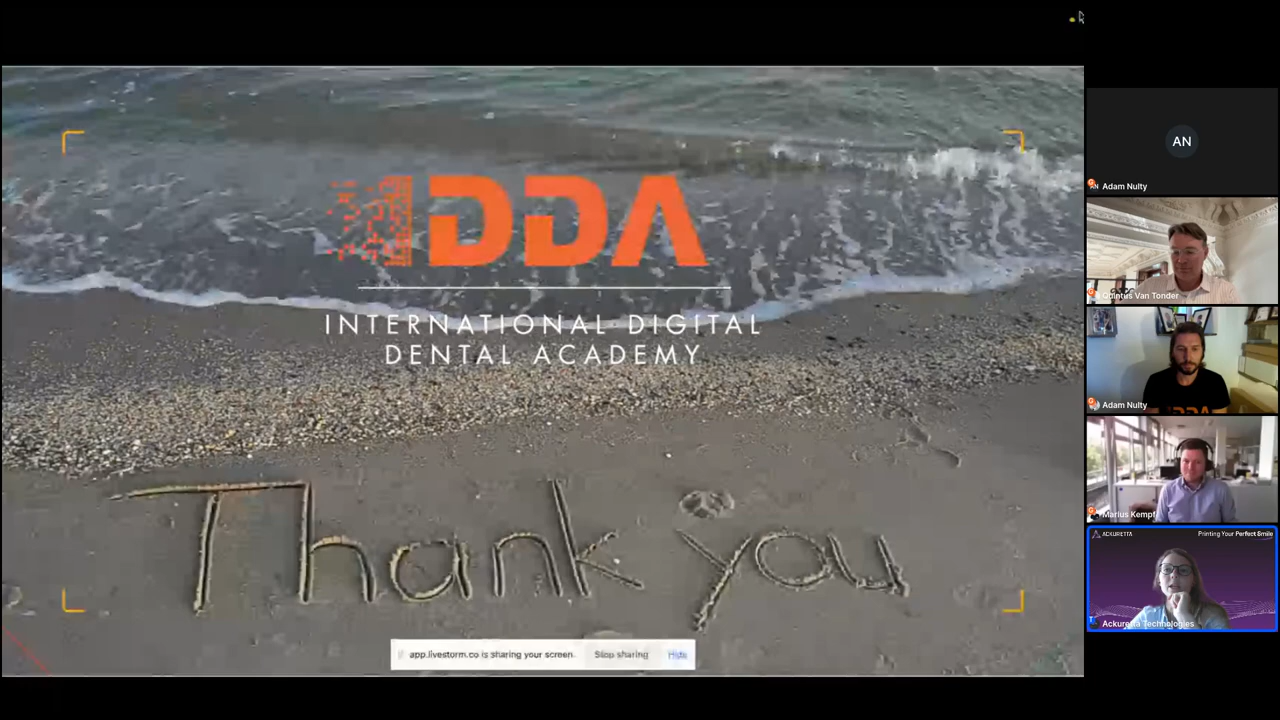 DDA
INTERNATIONAL DIGITAL
DENTAL ACADEMY
Thank you
app.livestorm.co is sharing your screen.
Stop sharing
Hide
AN
Adam Nulty
Quintus Van Tonder
Adam Nulty
Marius Kempf
ACKURETTA
Printing Your Perfect Smile
Ackuretta Technologies